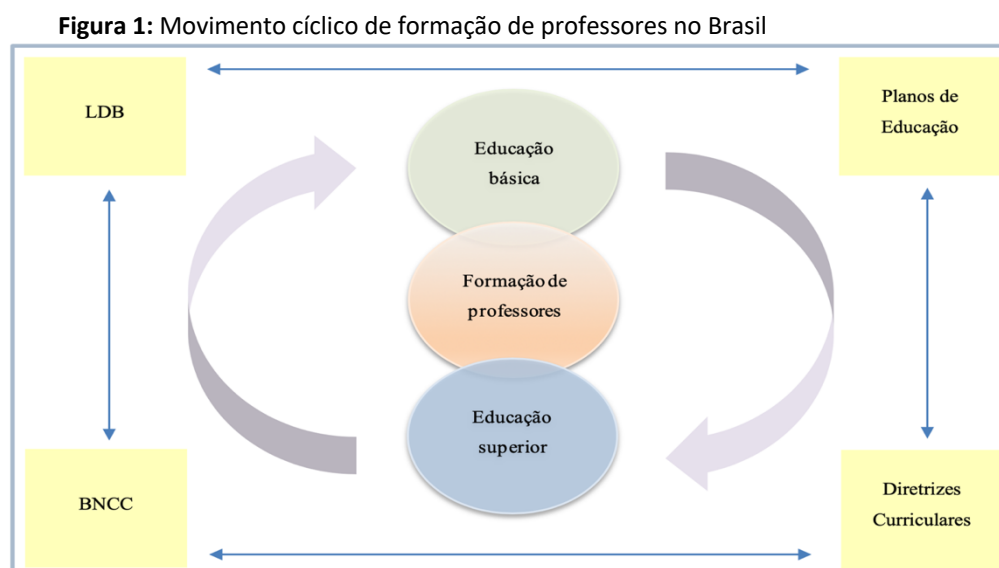 Figura 1: Movimento cíclico de formação de professores no Brasil
LDB
Planos de
Educação
Educação
básica
Formação de
professores
Educação
superior
BNCC
Diretrizes
Curriculares